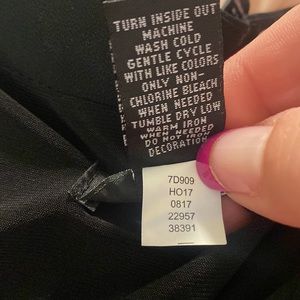 TURN INSIDE OUT
MACHINE
WASH COLD
GENTLE CYCLE
WITH LIKE COLORS
ONLY NON-
CHLORINE BLEACH
WHEN NEEDED
TUMBLE DRY LOW
WARM IRON
WHEN NEEDED
DO NOT IRON
DECORATION
7D909
HO17
0817
22957
38391